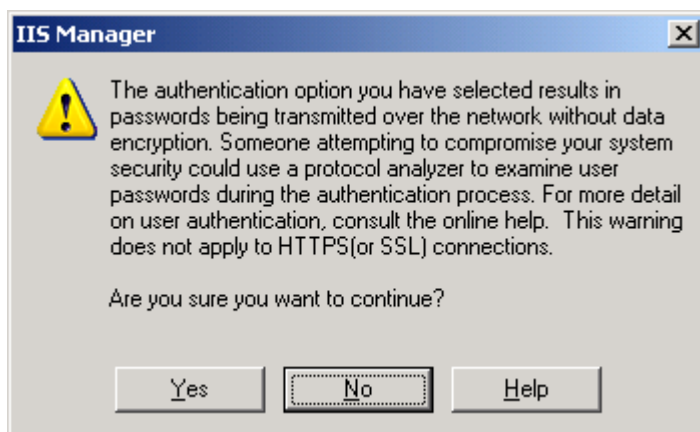 IIS Manager
The authentication option you have selected results in
passwords being transmitted over the network without data
encryption. Someone attempting to compromise your system
security could use a protocol analyzer to examine user
passwords during the authentication process. For more detail
on user authentication, consult the online help.  This warning
does not apply to HTTPS(or SSL) connections.
Are you sure you want to continue?
Yes No Help